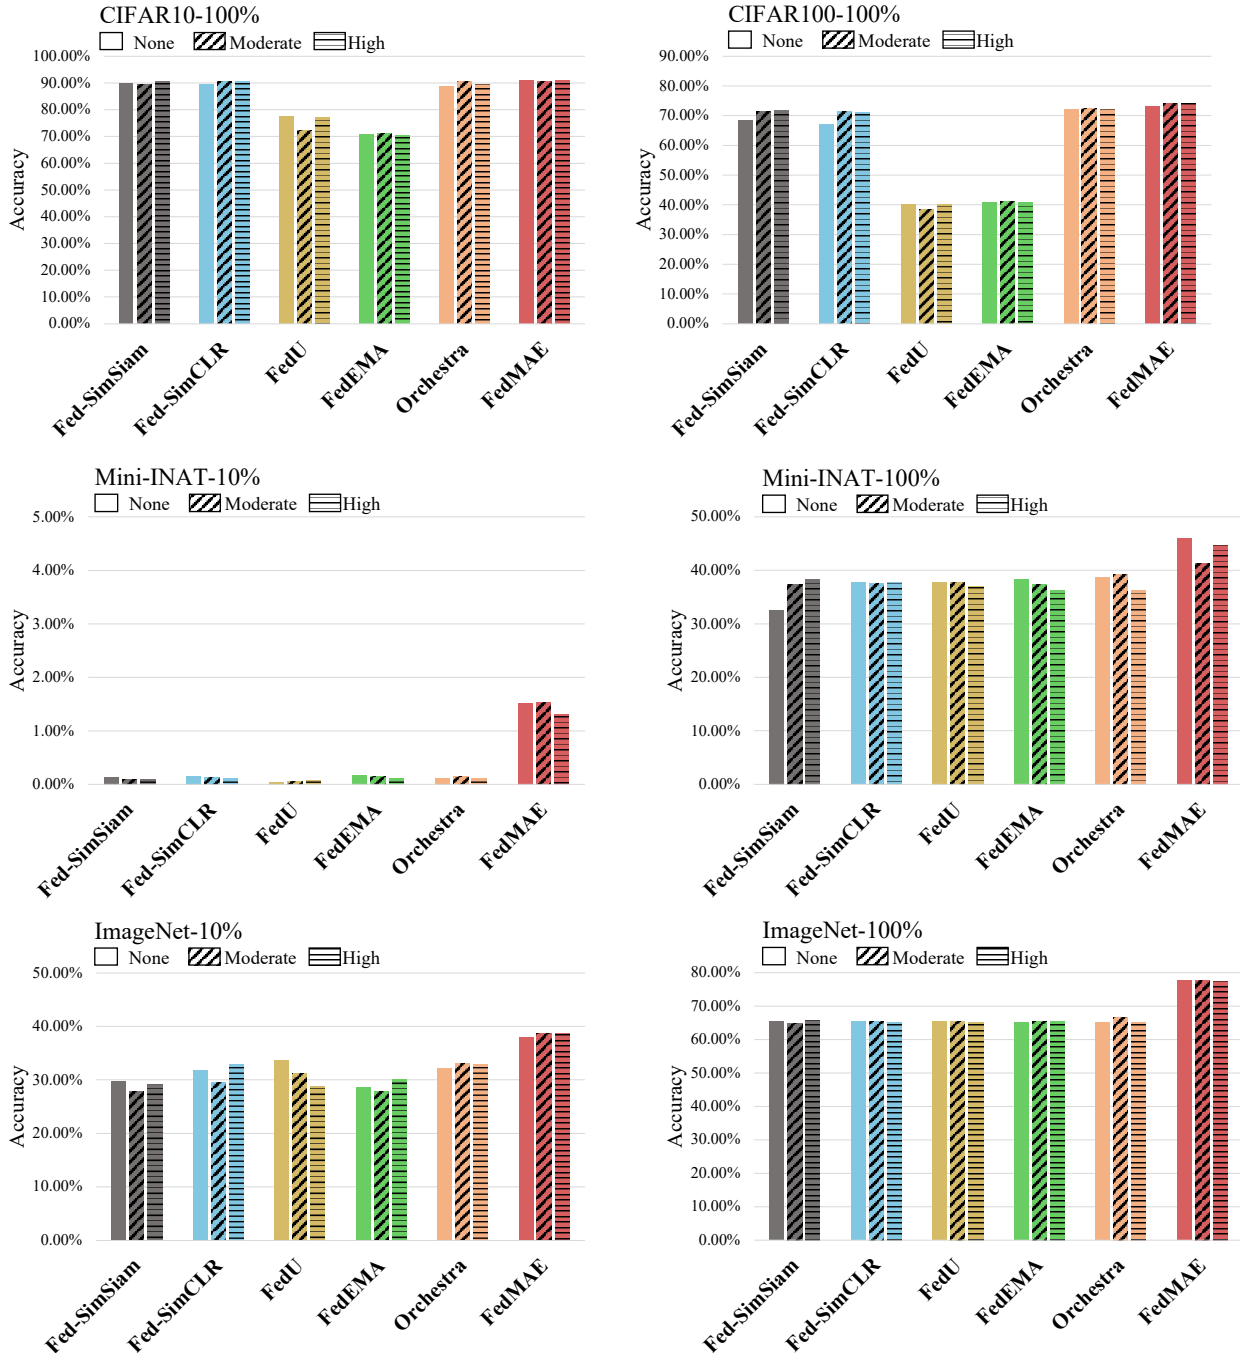 CIFAR10-100%
None Moderate High
100.00%
90.00%
80.00%
70.00%
60.00%
50.00%
40.00%
30.00%
20.00%
10.00%
0.00%
Accuracy
Fed-SimSiam
Fed-SimCLR
FedU
FedEMA
Orchestra
FedMAE
CIFAR100-100%
None Moderate High
90.00%
80.00%
70.00%
60.00%
50.00%
40.00%
30.00%
20.00%
10.00%
0.00%
Accuracy
Fed-SimSiam
Fed-SimCLR
FedU
FedEMA
Orchestra
FedMAE
Mini-INAT-10%
None Moderate High
5.00%
4.00%
3.00%
2.00%
1.00%
0.00%
Accuracy
Fed-SimSiam
Fed-SimCLR
FedU
FedEMA
Orchestra
FedMAE
Mini-INAT-100%
None Moderate High
50.00%
40.00%
30.00%
20.00%
10.00%
0.00%
Accuracy
Fed-SimSiam
Fed-SimCLR
FedU
FedEMA
Orchestra
FedMAE
ImageNet-10%
None Moderate High
50.00%
40.00%
30.00%
20.00%
10.00%
0.00%
Accuracy
Fed-SimSiam
Fed-SimCLR
FedU
FedEMA
Orchestra
FedMAE
ImageNet-100%
None Moderate High
80.00%
70.00%
60.00%
50.00%
40.00%
30.00%
20.00%
10.00%
0.00%
Accuracy
Fed-SimSiam
Fed-SimCLR
FedU
FedEMA
Orchestra
FedMAE